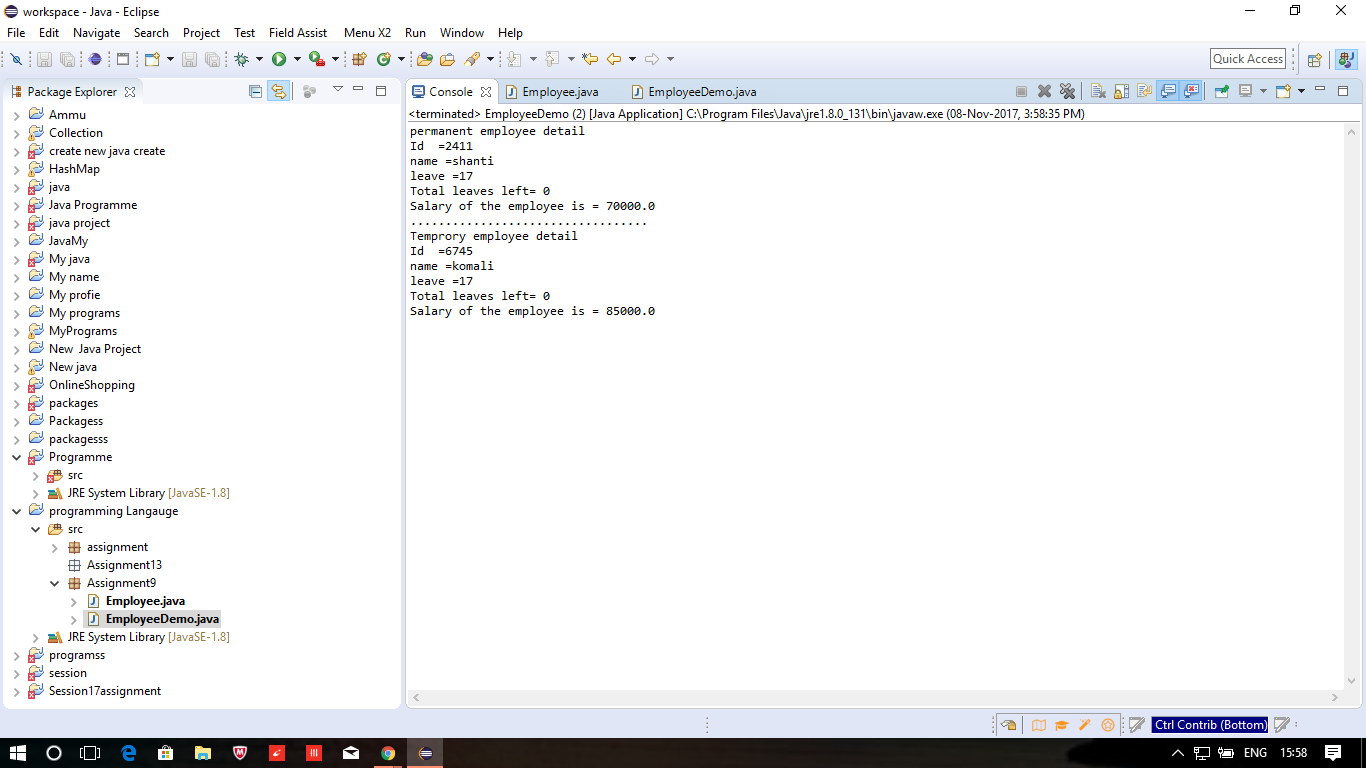 workspace - Java - Eclipse
File Edit Navigate Search Project Test Field Assist Menu X2 Run Window Help
Quick Access
Package Explorer
Ammu
Collection
create new java create
HashMap
java
Java Programme
java project
JavaMy
My java
My name
My profie
My programs
MyPrograms
New Java Project
New java
OnlineShopping
packages
Packagess
packagesss
Programme
src
JRE System Library [JavaSE-1.8]
programming Langauge
src
assignment
Assignment13
Assignment9
Employee.java
EmployeeDemo.java
JRE System Library [JavaSE-1.8]
programss
session
Session17assignment
Console Employee.java EmployeeDemo.java
<terminated> EmployeeDemo (2) [Java Application] C:\Program Files\Java\jre1.8.0_131\bin\javaw.exe (08-Nov-2017, 3:58:35 PM)
permanent employee detail
Id  =2411
name =shanti
leave =17
Total leaves left= 0
Salary of the employee is = 70000.0
..................................
Temprory employee detail
Id  =6745
name =komali
leave =17
Total leaves left= 0
Salary of the employee is = 85000.0
Ctrl Contrib (Bottom)
ENG 15:58